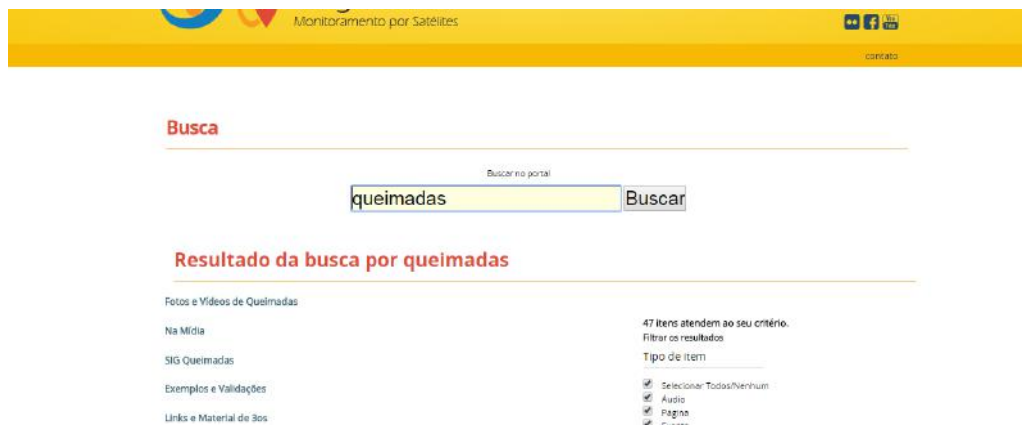 Monitoramento por Satélites
You
Tube
contato
Busca
Buscar no portal
queimadas
Buscar
Resultado da busca por queimadas
Fotos e Vídeos de Queimadas
Na Mídia
SIG Queimadas
Exemplos e Validações
Links e Material de 3os
47 itens atendem ao seu critério.
Filtrar os resultados
Tipo de item
Selecionar Todos/Nenhum
Áudio
Página